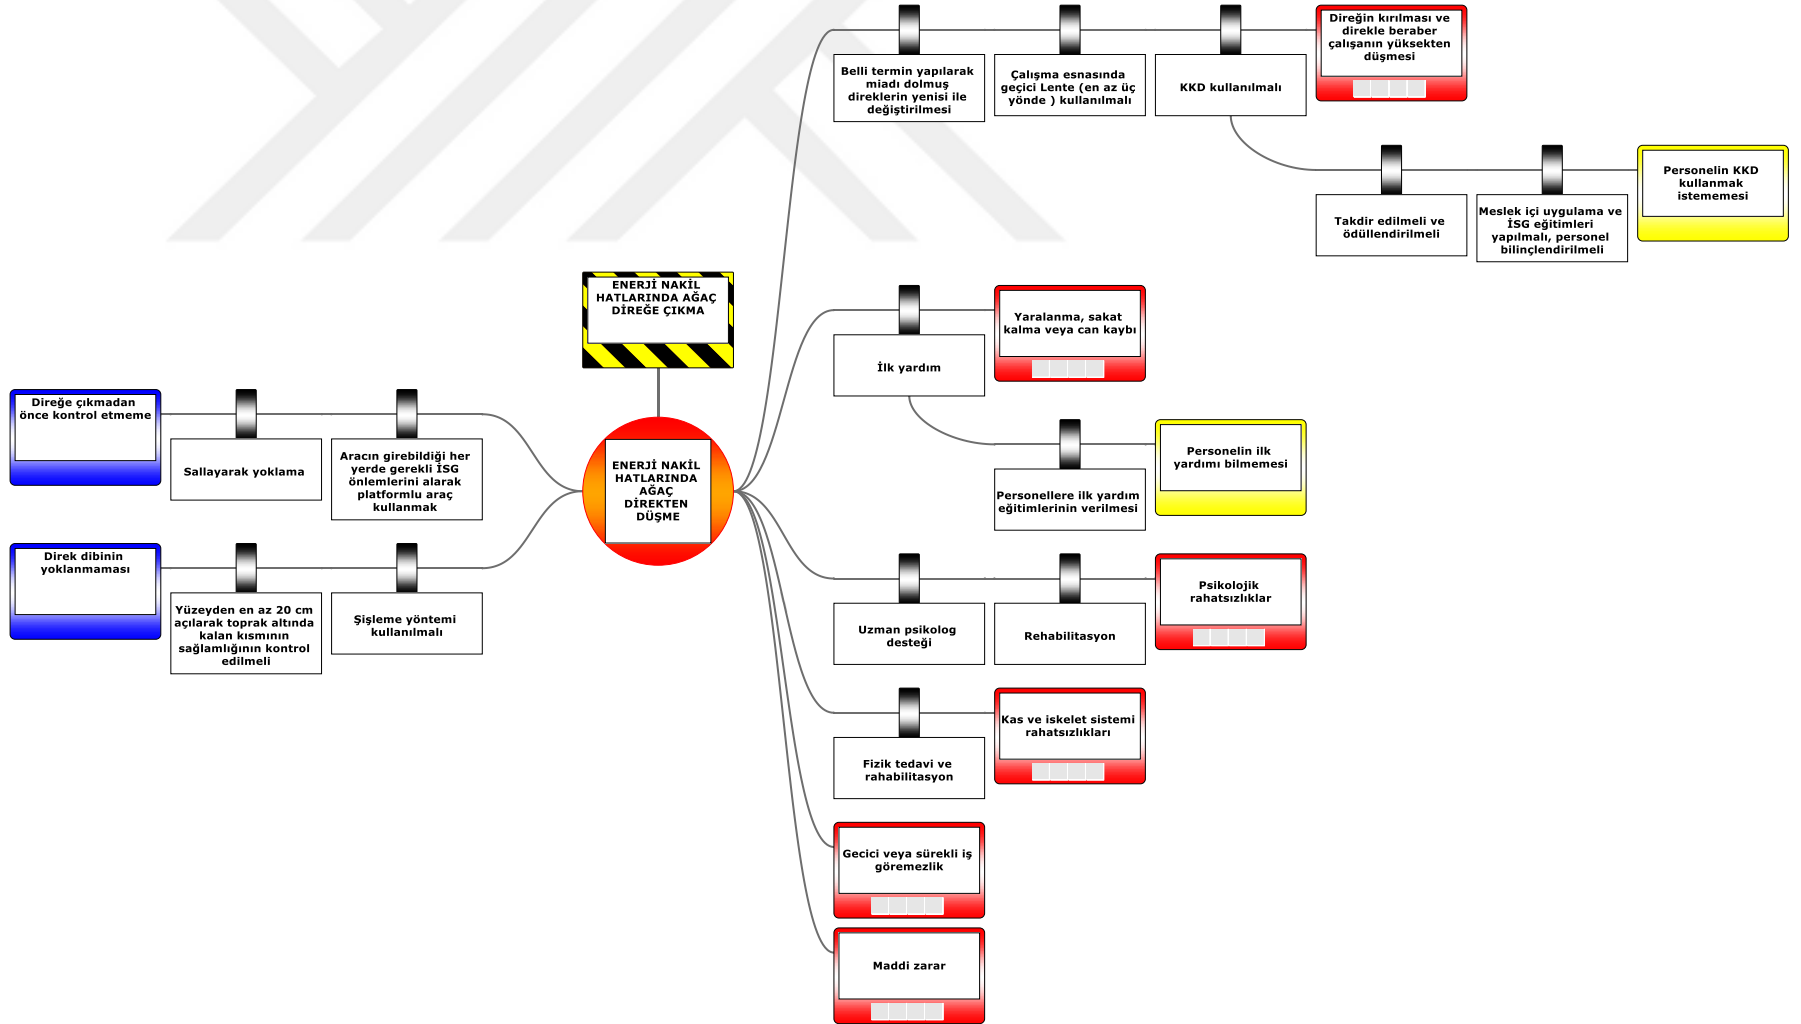 Direğin kırılması ve
direkle beraber
çalışanın yüksekten
düşmesi
Belli termin yapılarak
miadı dolmuş
direklerin yenisi ile
değiştirilmesi
Çalışma esnasında
geçici Lente (en az üç
yönde ) kullanılmalı
KKD kullanılmalı
Personelin KKD
kullanmak
istememesi
Takdir edilmeli ve
ödüllendirilmeli
Meslek içi uygulama ve
İSG eğitimleri
yapılmalı, personel
bilinçlendirilmeli
ENERJİ NAKİL
HATLARINDA AĞAÇ
DİREĞE ÇIKMA
Yaralanma, sakat
kalma veya can kaybı
İlk yardım
Direğe çıkmadan
önce kontrol etmeme
Sallayarak yoklama
Aracın girebildiği her
yerde gerekli İSG
önlemlerini alarak
platformlu araç
kullanmak
ENERJİ NAKİL
HATLARINDA
AĞAÇ
DİREKTEN
DÜŞME
Personelin ilk
yardımı bilmemesi
Personellere ilk yardım
eğitimlerinin verilmesi
Direk dibinin
yoklanmaması
Yüzeyden en az 20 cm
açılarak toprak altında
kalan kısmının
sağlamlığının kontrol
edilmeli
Şişleme yöntemi
kullanılmalı
Psikolojik
rahatsızlıklar
Uzman psikolog
desteği
Rehabilitasyon
Kas ve iskelet sistemi
rahatsızlıkları
Fizik tedavi ve
rahabilitasyon
Gecici veya sürekli iş
göremezlik
Maddi zarar